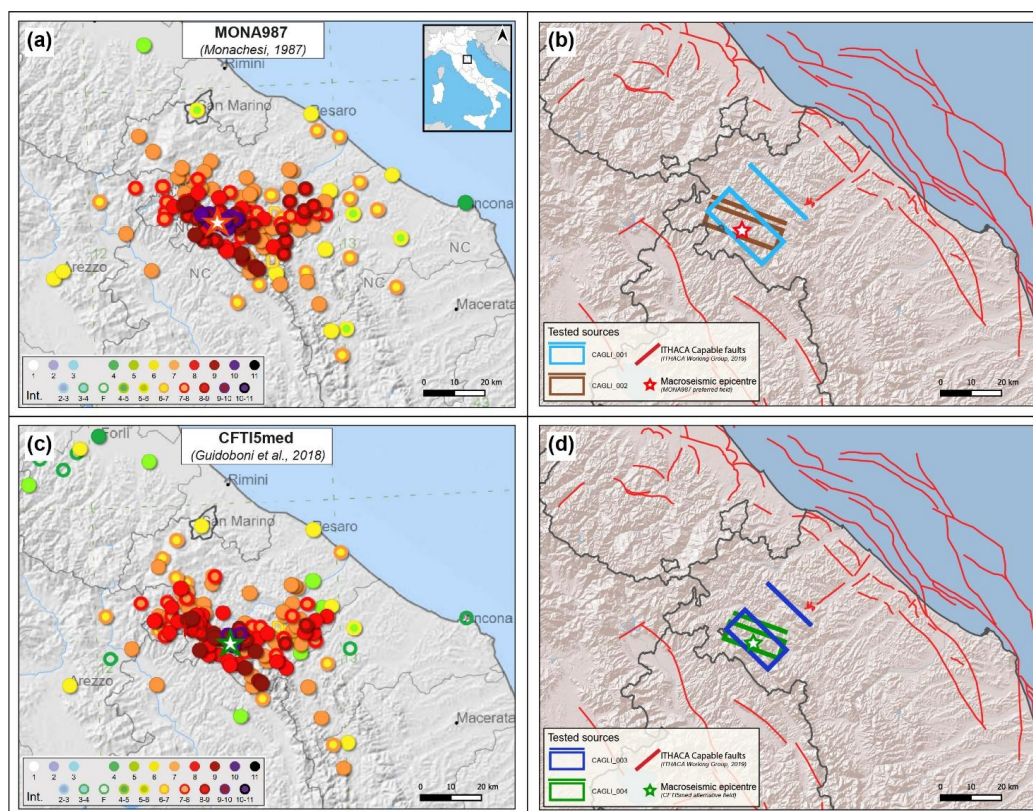 (a)
MONA987
(Monachesi, 1987)
Rimini
San Marino
Pesaro
Ancona
Arezzo
12
13
NC
NC
NC
Macerata
1 2 3 4 5 6 7 8 9 10 11
2-3 3-4 F 4-5 5-6 6-7 7-8 8-9 9-10 10-11
Int.
0 10 20 km
(b)
Tested sources
CAGLI_001
CAGLI_002
ITHACA Capable faults
(ITHACA Working Group, 2019)
Macroseismic epicentre
(MONA987 preferred field)
0 10 20 km
(c)
CFTI5med
(Guidoboni et al., 2018)
Forlì
Rimini
San Marino
Pesaro
Ancona
Arezzo
12
Macerata
1 2 3 4 5 6 7 8 9 10 11
2-3 3-4 F 4-5 5-6 6-7 7-8 8-9 9-10 10-11
Int.
0 10 20 km
(d)
Tested sources
CAGLI_003
CAGLI_004
ITHACA Capable faults
(ITHACA Working Group, 2019)
Macroseismic epicentre
(CFTI5med alternative field)
0 10 20 km